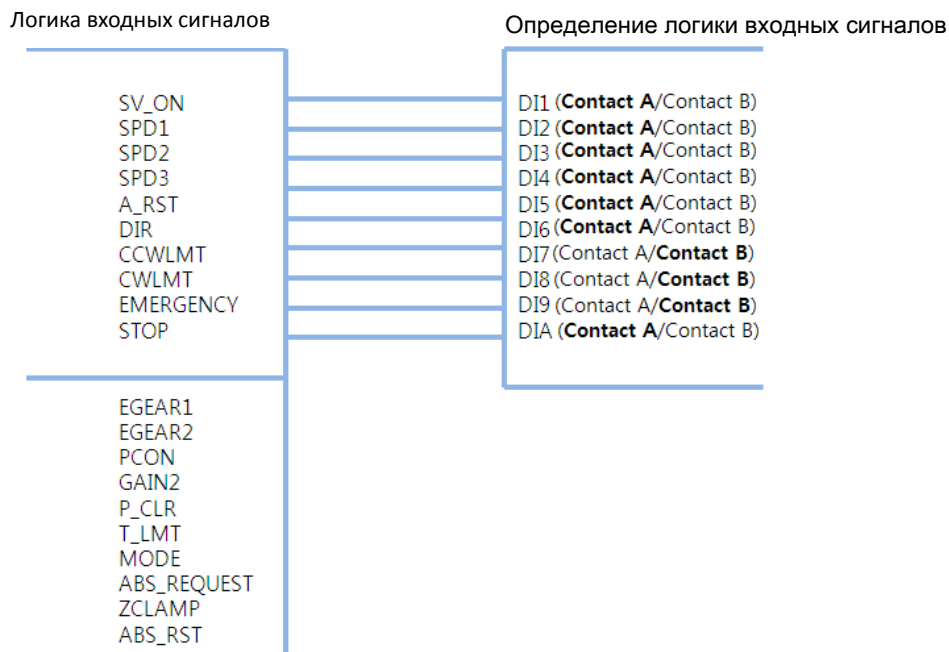 Логика входных сигналов
Определение логики входных сигналов
SV_ON
SPD1
SPD2
SPD3
A_RST
DIR
CCWLMT
CWLMT
EMERGENCY
STOP
DI1 (Contact A/Contact B)
DI2 (Contact A/Contact B)
DI3 (Contact A/Contact B)
DI4 (Contact A/Contact B)
DI5 (Contact A/Contact B)
DI6 (Contact A/Contact B)
DI7 (Contact A/Contact B)
DI8 (Contact A/Contact B)
DI9 (Contact A/Contact B)
DIA (Contact A/Contact B)
EGEAR1
EGEAR2
PCON
GAIN2
P_CLR
T_LMT
MODE
ABS_REQUEST
ZCLAMP
ABS_RST